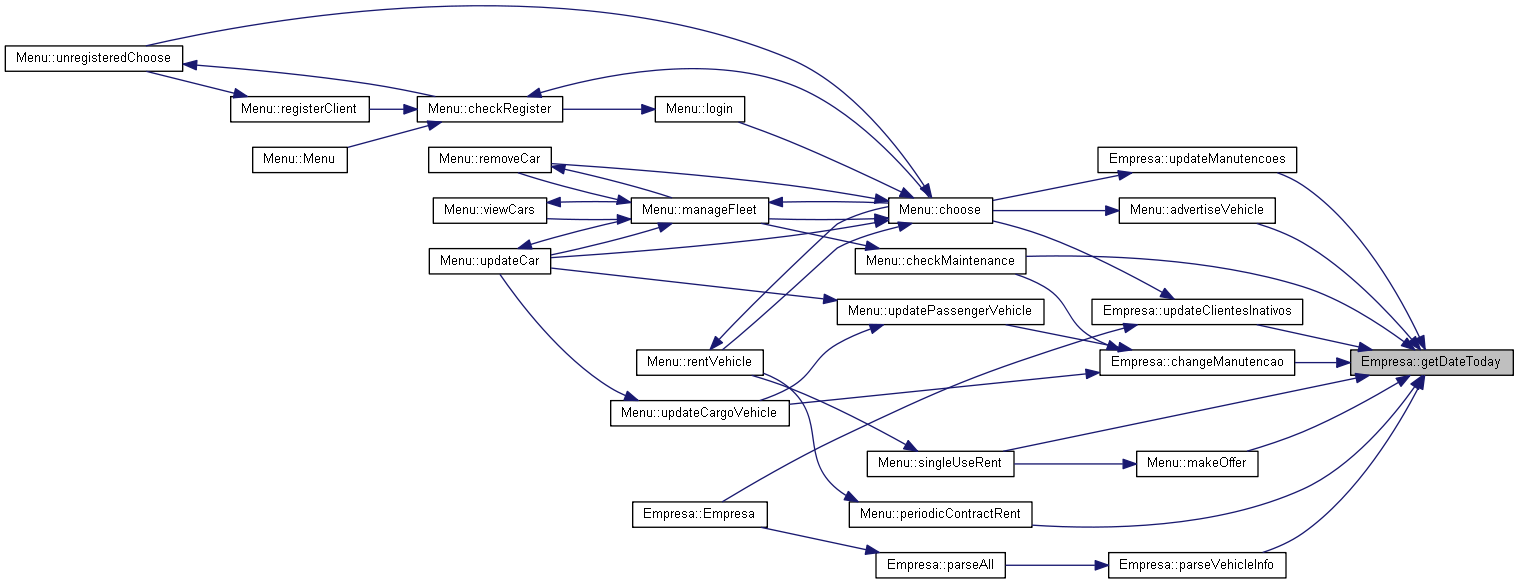 Menu::unregisteredChoose
Menu::registerClient
Menu::checkRegister
Menu::login
Menu::Menu
Menu::removeCar
Empresa::updateManutencoes
Menu::viewCars
Menu::manageFleet
Menu::choose
Menu::advertiseVehicle
Menu::updateCar
Menu::checkMaintenance
Menu::updatePassengerVehicle
Empresa::updateClientesInativos
Menu::rentVehicle
Empresa::changeManutencao
Empresa::getDateToday
Menu::updateCargoVehicle
Menu::singleUseRent
Menu::makeOffer
Empresa::Empresa
Menu::periodicContractRent
Empresa::parseAll
Empresa::parseVehicleInfo